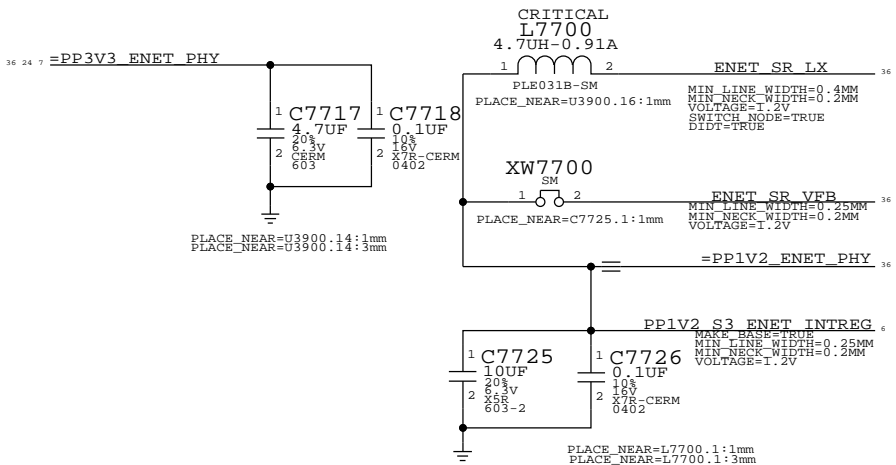 CRITICAL
L7700
4.7UH-0.91A
36 24 7 =PP3V3_ENET_PHY
1 2 ENET_SR_LX 36
PLE031B-SM
PLACE_NEAR=U3900.16:1mm
MIN_LINE_WIDTH=0.4MM
MIN_NECK_WIDTH=0.2MM
VOLTAGE=1.2V
SWITCH_NODE=TRUE
DIDT=TRUE
1 C7717
4.7UF
20%
6.3V
2 CERM
603
1 C7718
0.1UF
10%
16V
2 X7R-CERM
0402
PLACE_NEAR=U3900.14:1mm
PLACE_NEAR=U3900.14:3mm
XW7700
SM
1 2 ENET_SR_VFB 36
PLACE_NEAR=C7725.1:1mm
MIN_LINE_WIDTH=0.25MM
MIN_NECK_WIDTH=0.2MM
VOLTAGE=1.2V
=PP1V2_ENET_PHY 36
PP1V2_S3_ENET_INTREG 6
MAKE_BASE=TRUE
MIN_LINE_WIDTH=0.25MM
MIN_NECK_WIDTH=0.2MM
VOLTAGE=1.2V
1 C7725
10UF
20%
6.3V
2 X5R
603-2
1 C7726
0.1UF
10%
16V
2 X7R-CERM
0402
PLACE_NEAR=L7700.1:1mm
PLACE_NEAR=L7700.1:3mm